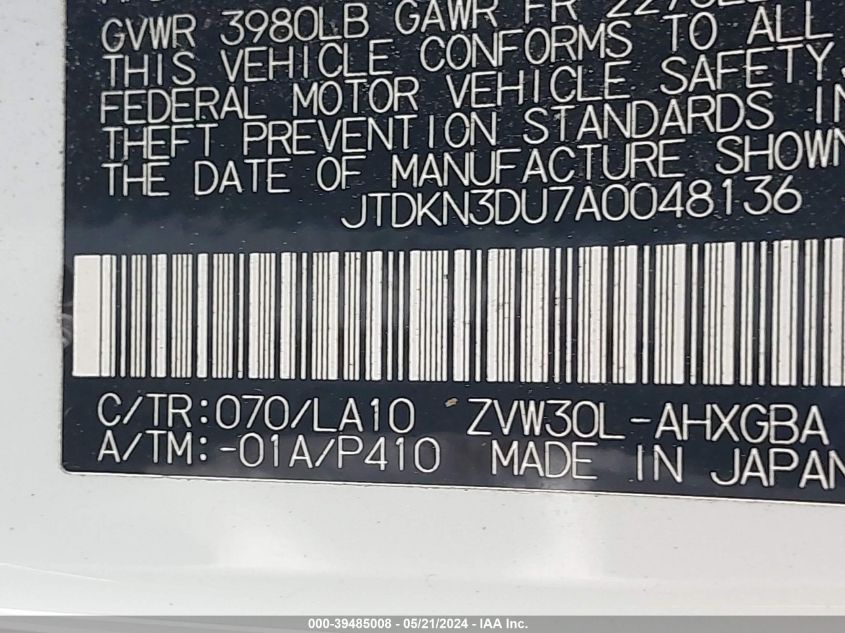 GVWR 3980LB GAWR FR
THIS VEHICLE CONFORMS TO ALL
FEDERAL MOTOR VEHICLE SAFETY,
THEFT PREVENTION STANDARDS IN
THE DATE OF MANUFACTURE SHOWN
JTDKN3DU7A0048136
C/TR:070/LA10 ZVW30L-AHXGBA
A/TM:-01A/P410 MADE IN JAPAN
000-39485008 - 05/21/2024 - IAA Inc.